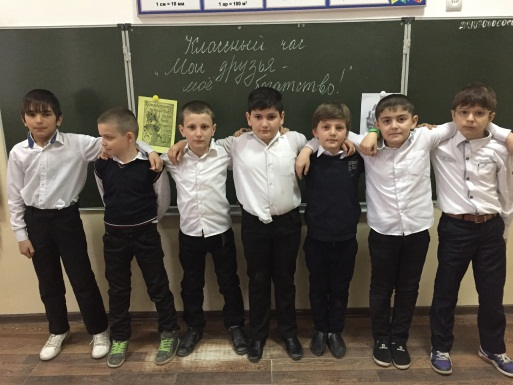 1 см = 10 мм
1 ар = 100 м²
Классный час
"Мои друзья -
моё богатство!"